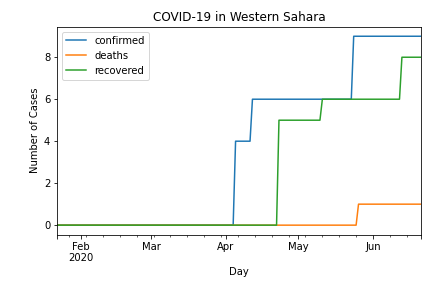 COVID-19 in Western Sahara
confirmed
deaths
recovered
Number of Cases
8
6
4
2
0
Feb
2020
Mar
Apr
May
Jun
Day